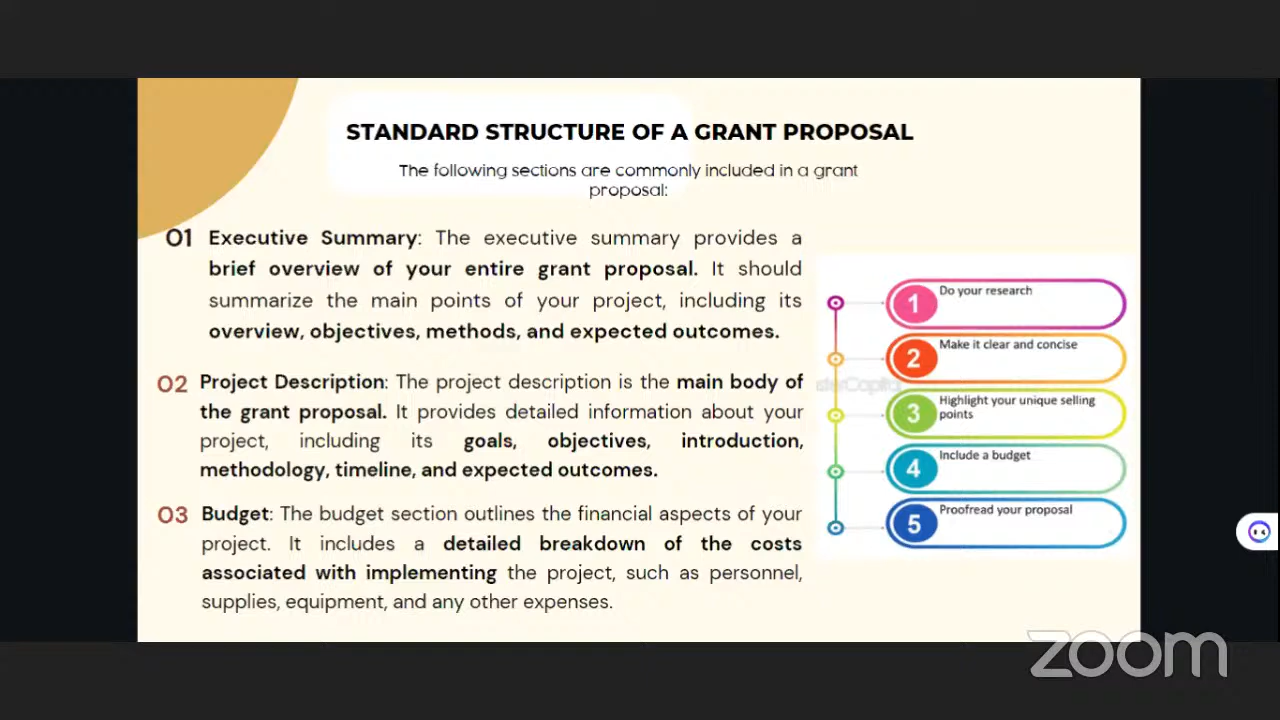 STANDARD STRUCTURE OF A GRANT PROPOSAL
The following sections are commonly included in a grant
proposal:
01 Executive Summary: The executive summary provides a
brief overview of your entire grant proposal. It should
summarize the main points of your project, including its
overview, objectives, methods, and expected outcomes.
02 Project Description: The project description is the main body of
the grant proposal. It provides detailed information about your
project, including its goals, objectives, introduction,
methodology, timeline, and expected outcomes.
03 Budget: The budget section outlines the financial aspects of your
project. It includes a detailed breakdown of the costs
associated with implementing the project, such as personnel,
supplies, equipment, and any other expenses.
1 Do your research
2 Make it clear and concise
3 Highlight your unique selling
points
4 Include a budget
5 Proofread your proposal
zoom